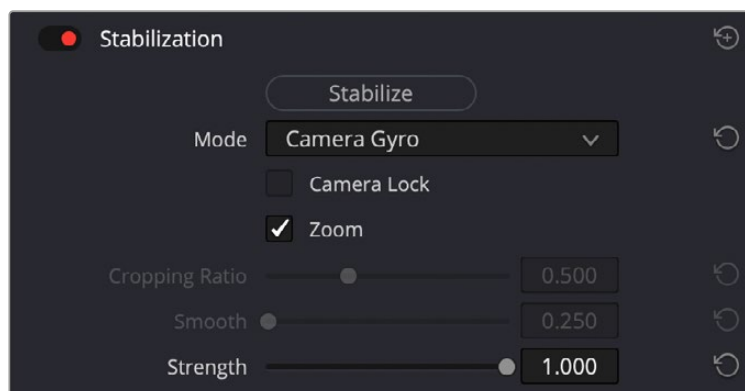 Stabilization
Stabilize
Mode Camera Gyro
Camera Lock
Zoom
Cropping Ratio 0.500
Smooth 0.250
Strength 1.000